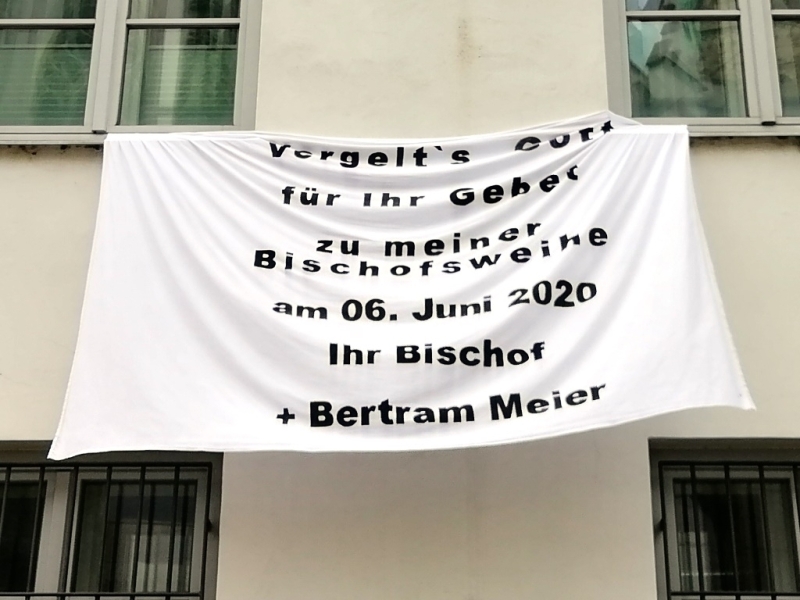 Vergelt`s Gott
für Ihr Gebet
zu meiner
Bischofsweihe
am 06. Juni 2020
Ihr Bischof
+ Bertram Meier